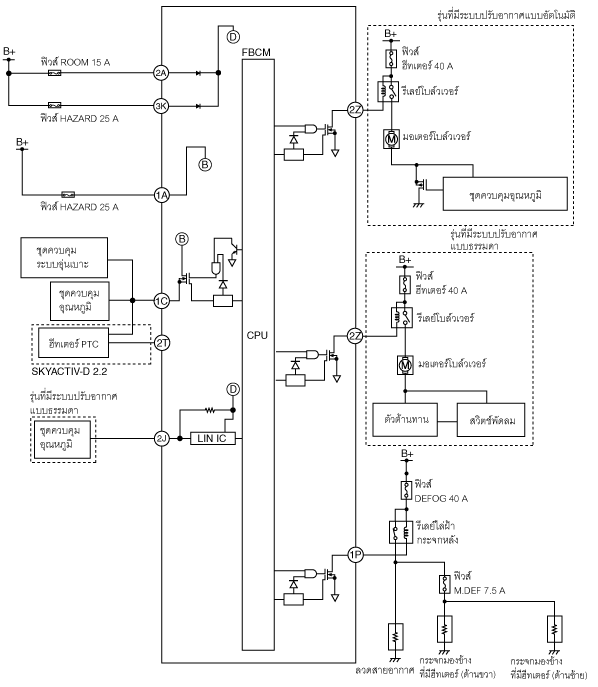 รุ่นที่มีระบบปรับอากาศแบบอัตโนมัติ
B+
ฟิวส์ ROOM 15 A
2A
D
FBCM
3K
ฟิวส์ HAZARD 25 A
B+
B
1A
ฟิวส์ HAZARD 25 A
2Z
B+
ฟิวส์
ฮีทเตอร์ 40 A
รีเลย์โบล์วเวอร์
M
มอเตอร์โบล์วเวอร์
ชุดควบคุมอุณหภูมิ
ชุดควบคุม
ระบบอุ่นเบาะ
ชุดควบคุม
อุณหภูมิ
1C
B
ฮีทเตอร์ PTC
2T
SKYACTIV-D 2.2
CPU
รุ่นที่มีระบบปรับอากาศ
แบบธรรมดา
B+
ฟิวส์
ฮีทเตอร์ 40 A
รีเลย์โบล์วเวอร์
2Z
M
มอเตอร์โบล์วเวอร์
ตัวต้านทาน
สวิตช์พัดลม
รุ่นที่มีระบบปรับอากาศ
แบบธรรมดา
ชุดควบคุม
อุณหภูมิ
2J
D
LIN IC
B+
ฟิวส์
DEFOG 40 A
รีเลย์ไล่ฝ้า
กระจกหลัง
1P
ฟิวส์
M.DEF 7.5 A
ลวดสายอากาศ
กระจกมองข้าง
ที่มีฮีทเตอร์ (ด้านขวา)
กระจกมองข้าง
ที่มีฮีทเตอร์ (ด้านซ้าย)